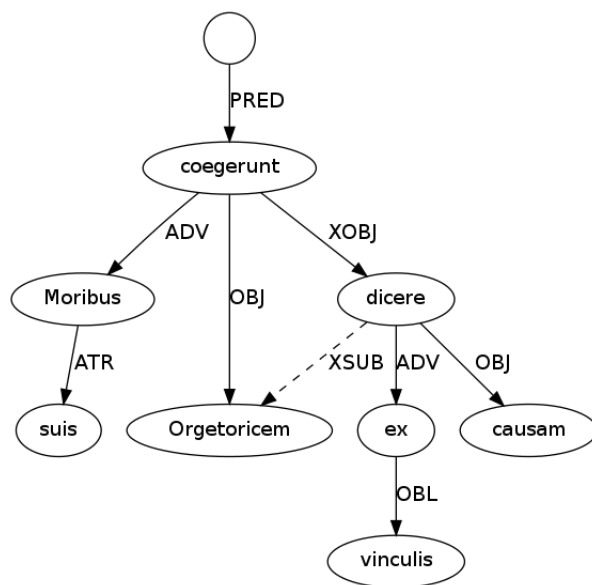 PRED
coegerunt
ADV XOBJ
Moribus OBJ dicere
ATR XSUB ADV OBJ
suis Orgetoricem ex causam
OBL
vinculis